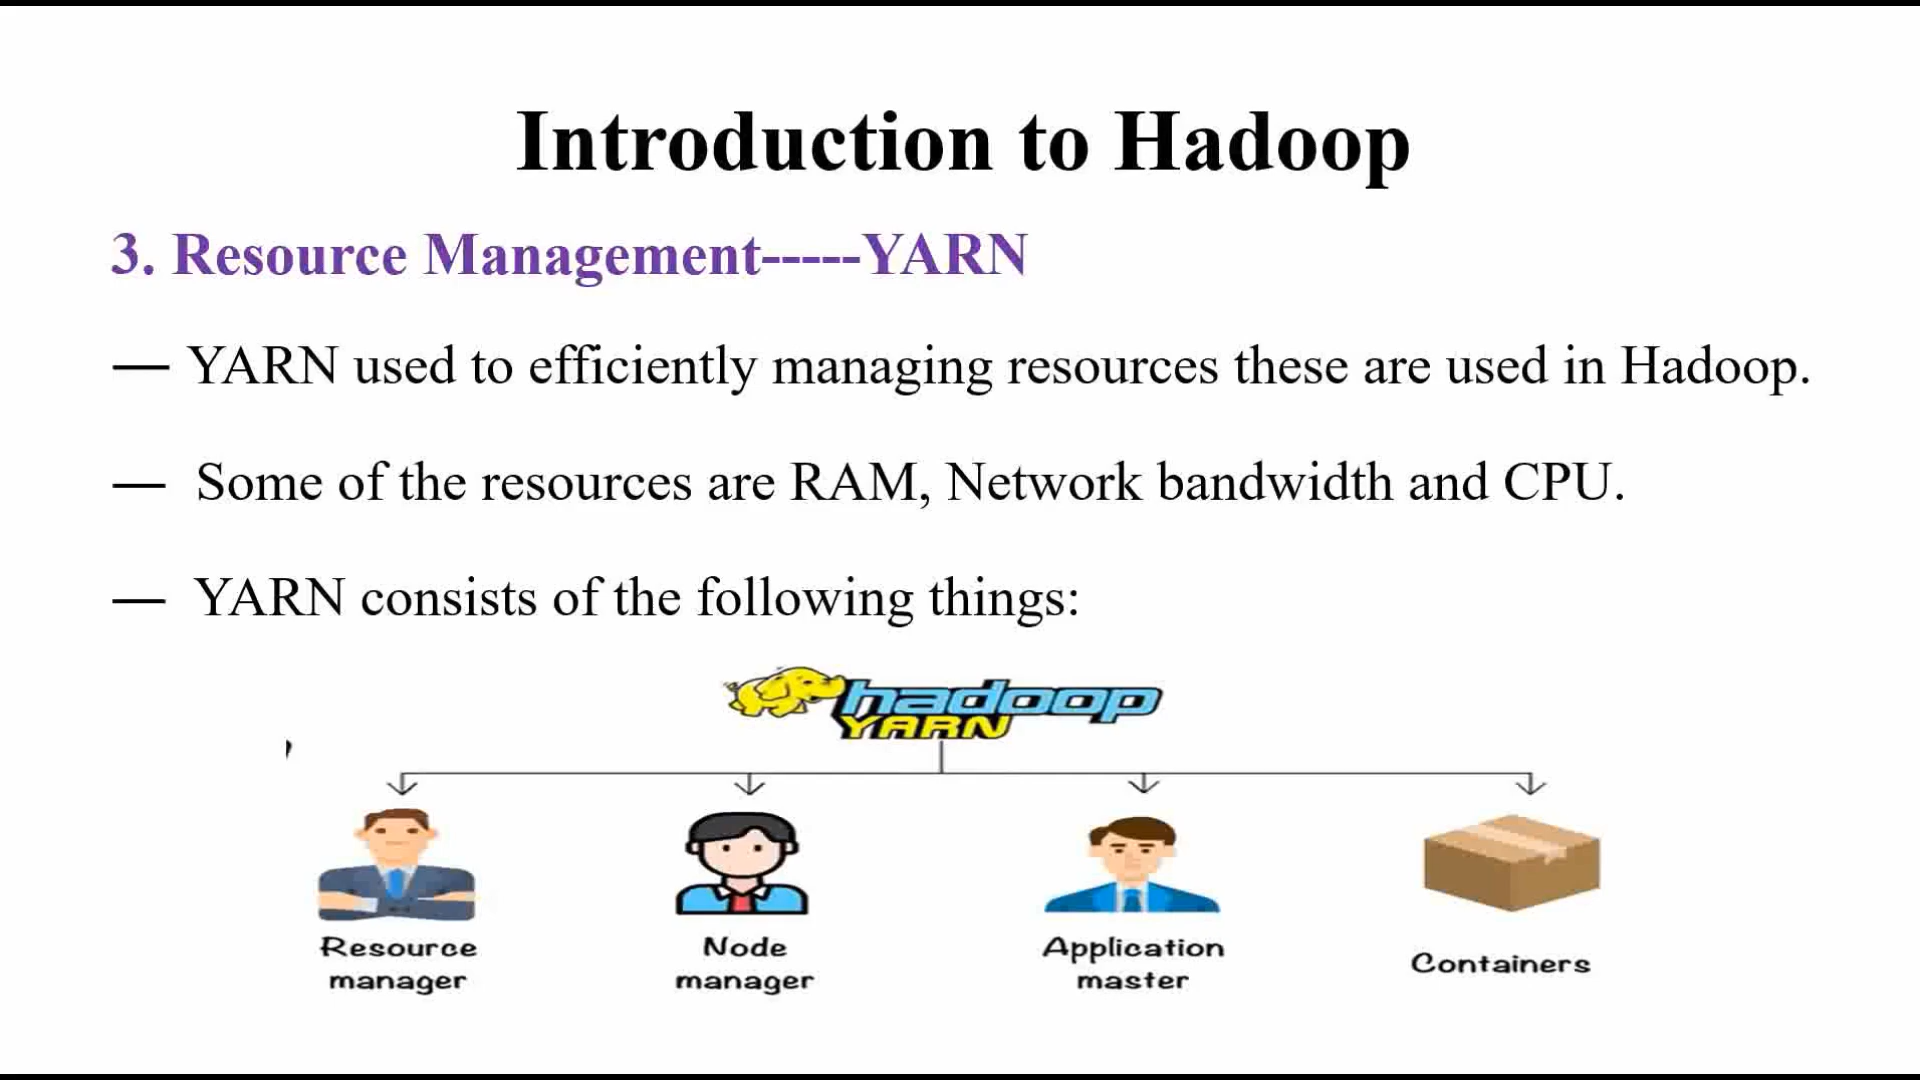 Introduction to Hadoop
3. Resource Management-----YARN
— YARN used to efficiently managing resources these are used in Hadoop.
— Some of the resources are RAM, Network bandwidth and CPU.
— YARN consists of the following things:
hadoop
YARN
,
Resource manager
Node manager
Application master
Containers